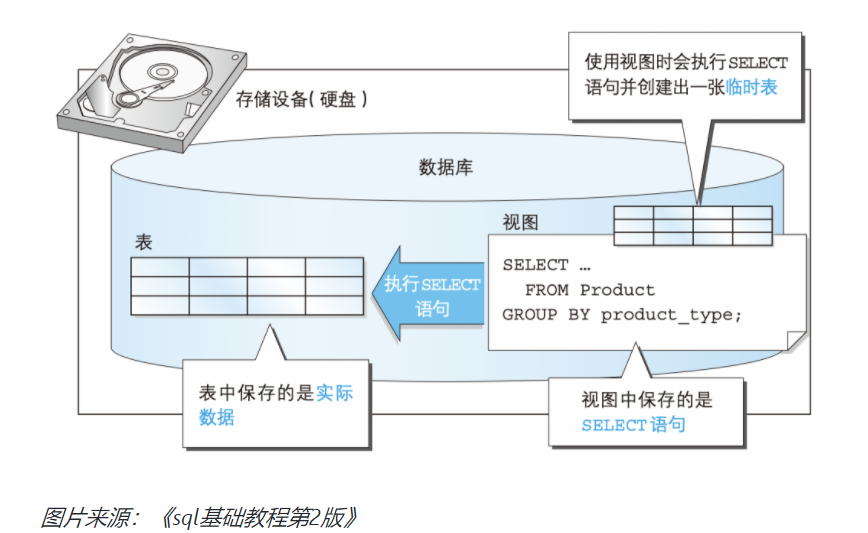 使用视图时会执行SELECT
语句并创建出一张临时表
存储设备(硬盘)
数据库
表
视图
执行SELECT
语句
SELECT …
FROM Product
GROUP BY product_type;
表中保存的是实际
数据
视图中保存的是
SELECT语句
图片来源：《sql基础教程第2版》